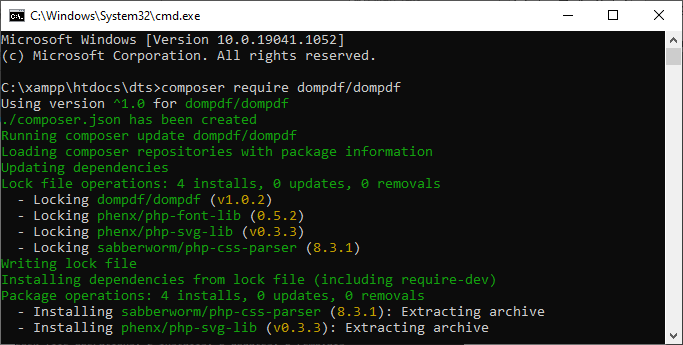 C:\Windows\System32\cmd.exe
Microsoft Windows [Version 10.0.19041.1052]
(c) Microsoft Corporation. All rights reserved.
C:\xampp\htdocs\dts>composer require dompdf/dompdf
Using version ^1.0 for dompdf/dompdf
./composer.json has been created
Running composer update dompdf/dompdf
Loading composer repositories with package information
Updating dependencies
Lock file operations: 4 installs, 0 updates, 0 removals
  - Locking dompdf/dompdf (v1.0.2)
  - Locking phenx/php-font-lib (0.5.2)
  - Locking phenx/php-svg-lib (v0.3.3)
  - Locking sabberworm/php-css-parser (8.3.1)
Writing lock file
Installing dependencies from lock file (including require-dev)
Package operations: 4 installs, 0 updates, 0 removals
  - Installing sabberworm/php-css-parser (8.3.1): Extracting archive
  - Installing phenx/php-svg-lib (v0.3.3): Extracting archive